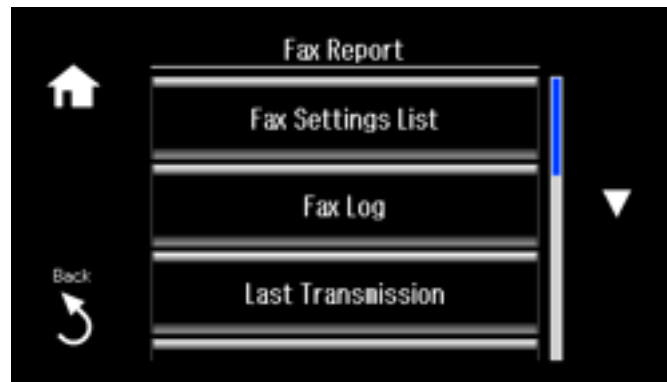 Fax Report
Fax Settings List
Fax Log
Back
Last Transmission